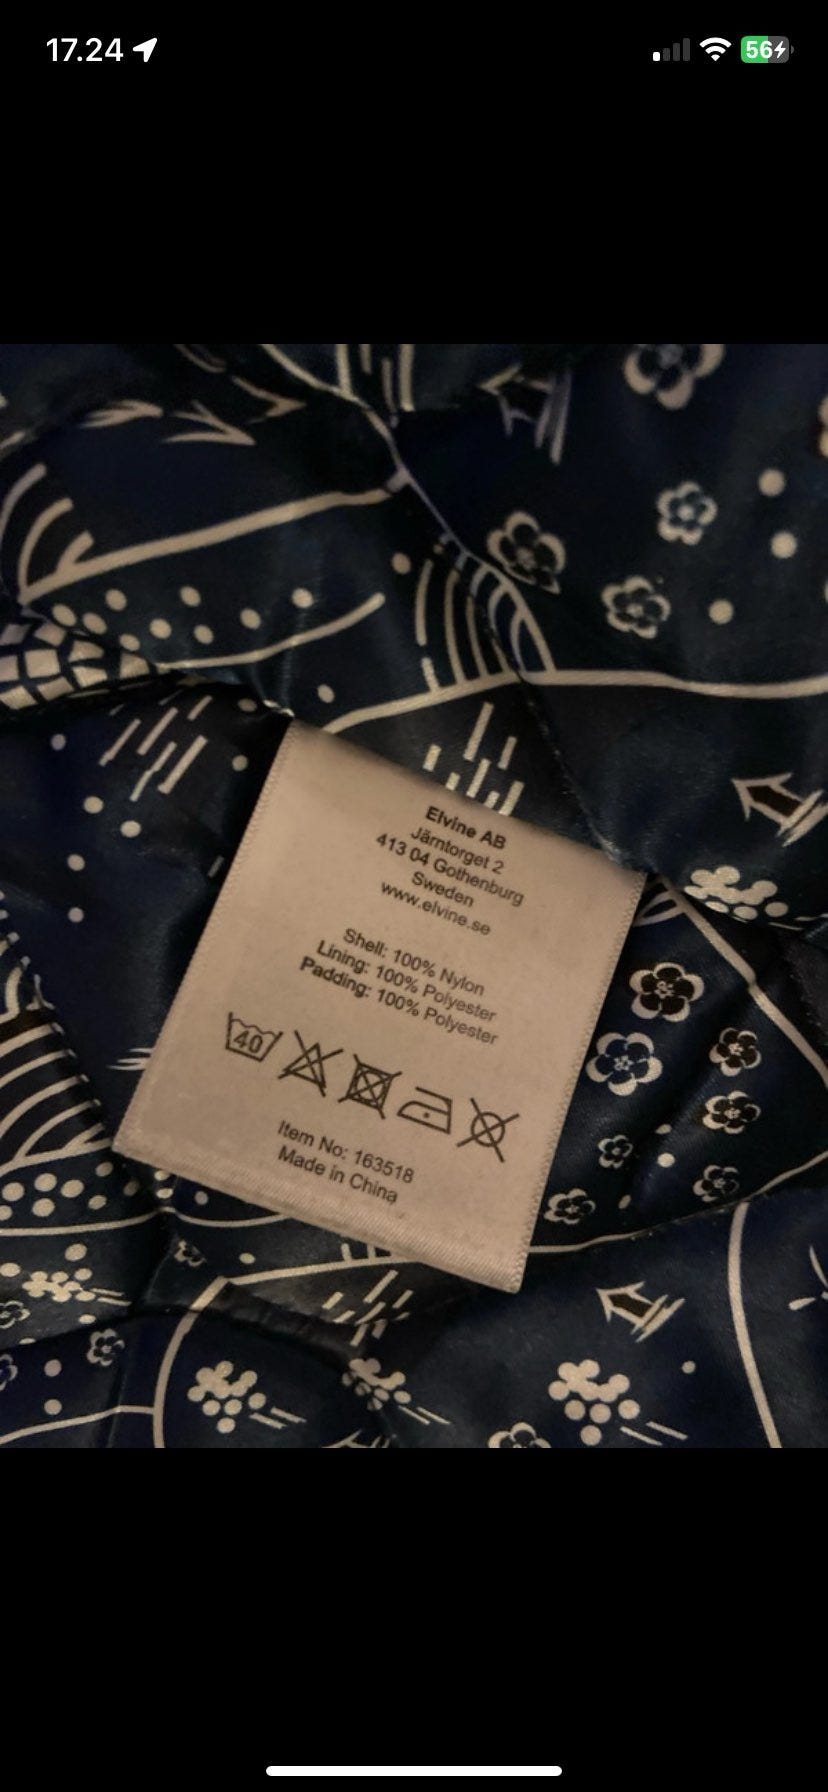 17.24
56
Elvine AB
Järntorget 2
413 04 Gothenburg
Sweden
www.elvine.se
Shell: 100% Nylon
Lining: 100% Polyester
Padding: 100% Polyester
40
Item No: 163518
Made in China